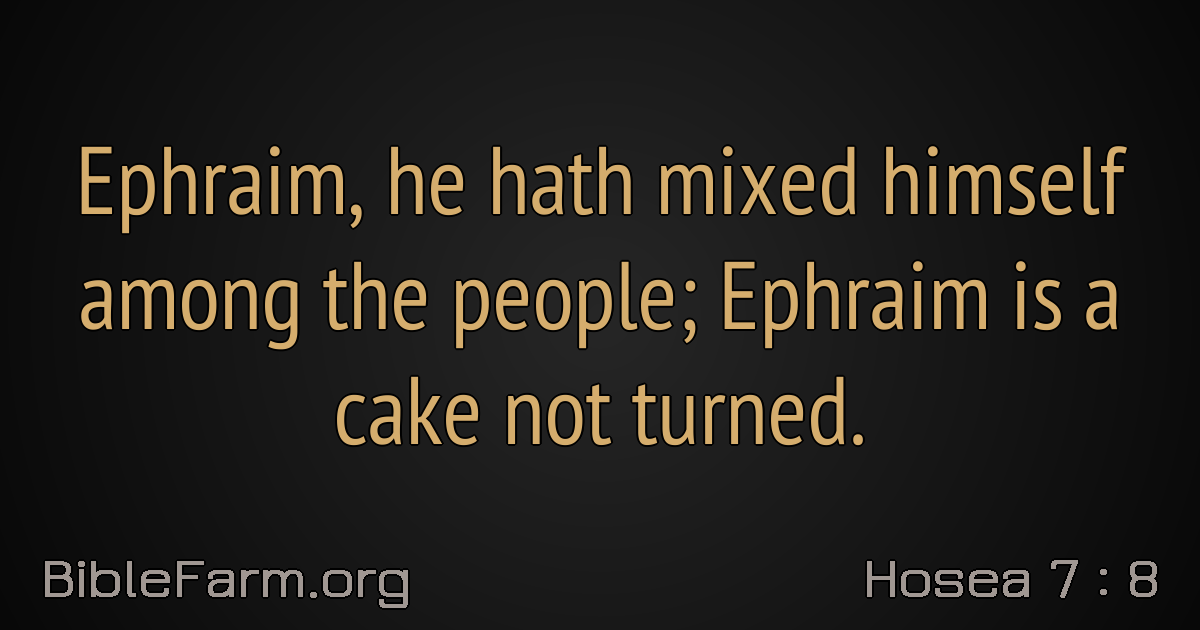 Ephraim, he hath mixed himself
among the people; Ephraim is a
cake not turned.
BibleFarm.org
Hosea 7 : 8